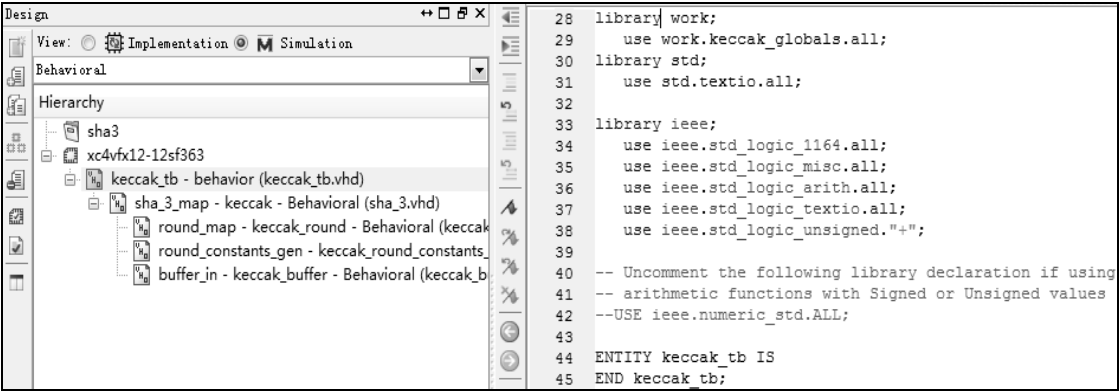 Design
View: Implementation Simulation
Behavioral
Hierarchy
sha3
xc4vfx12-12sf363
keccak_tb - behavior (keccak_tb.vhd)
sha_3_map - keccak - Behavioral (sha_3.vhd)
round_map - keccak_round - Behavioral (keccak
round_constants_gen - keccak_round_constants_
buffer_in - keccak_buffer - Behavioral (keccak_b
28 library work;
29 use work.keccak_globals.all;
30 library std;
31 use std.textio.all;
32
33 library ieee;
34 use ieee.std_logic_1164.all;
35 use ieee.std_logic_misc.all;
36 use ieee.std_logic_arith.all;
37 use ieee.std_logic_textio.all;
38 use ieee.std_logic_unsigned."+";
39
40 -- Uncomment the following library declaration if using
41 -- arithmetic functions with Signed or Unsigned values
42 --USE ieee.numeric_std.ALL;
43
44 ENTITY keccak_tb IS
45 END keccak_tb;